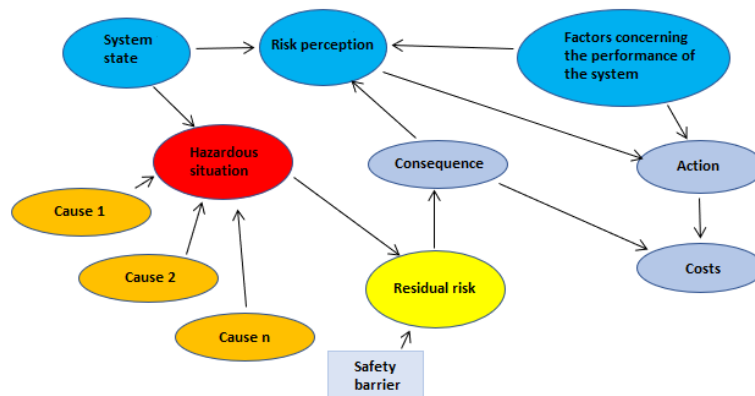 System
state
Risk perception
Factors concerning
the performance of
the system
Hazardous
situation
Consequence
Action
Cause 1
Cause 2
Residual risk
Costs
Cause n
Safety
barrier